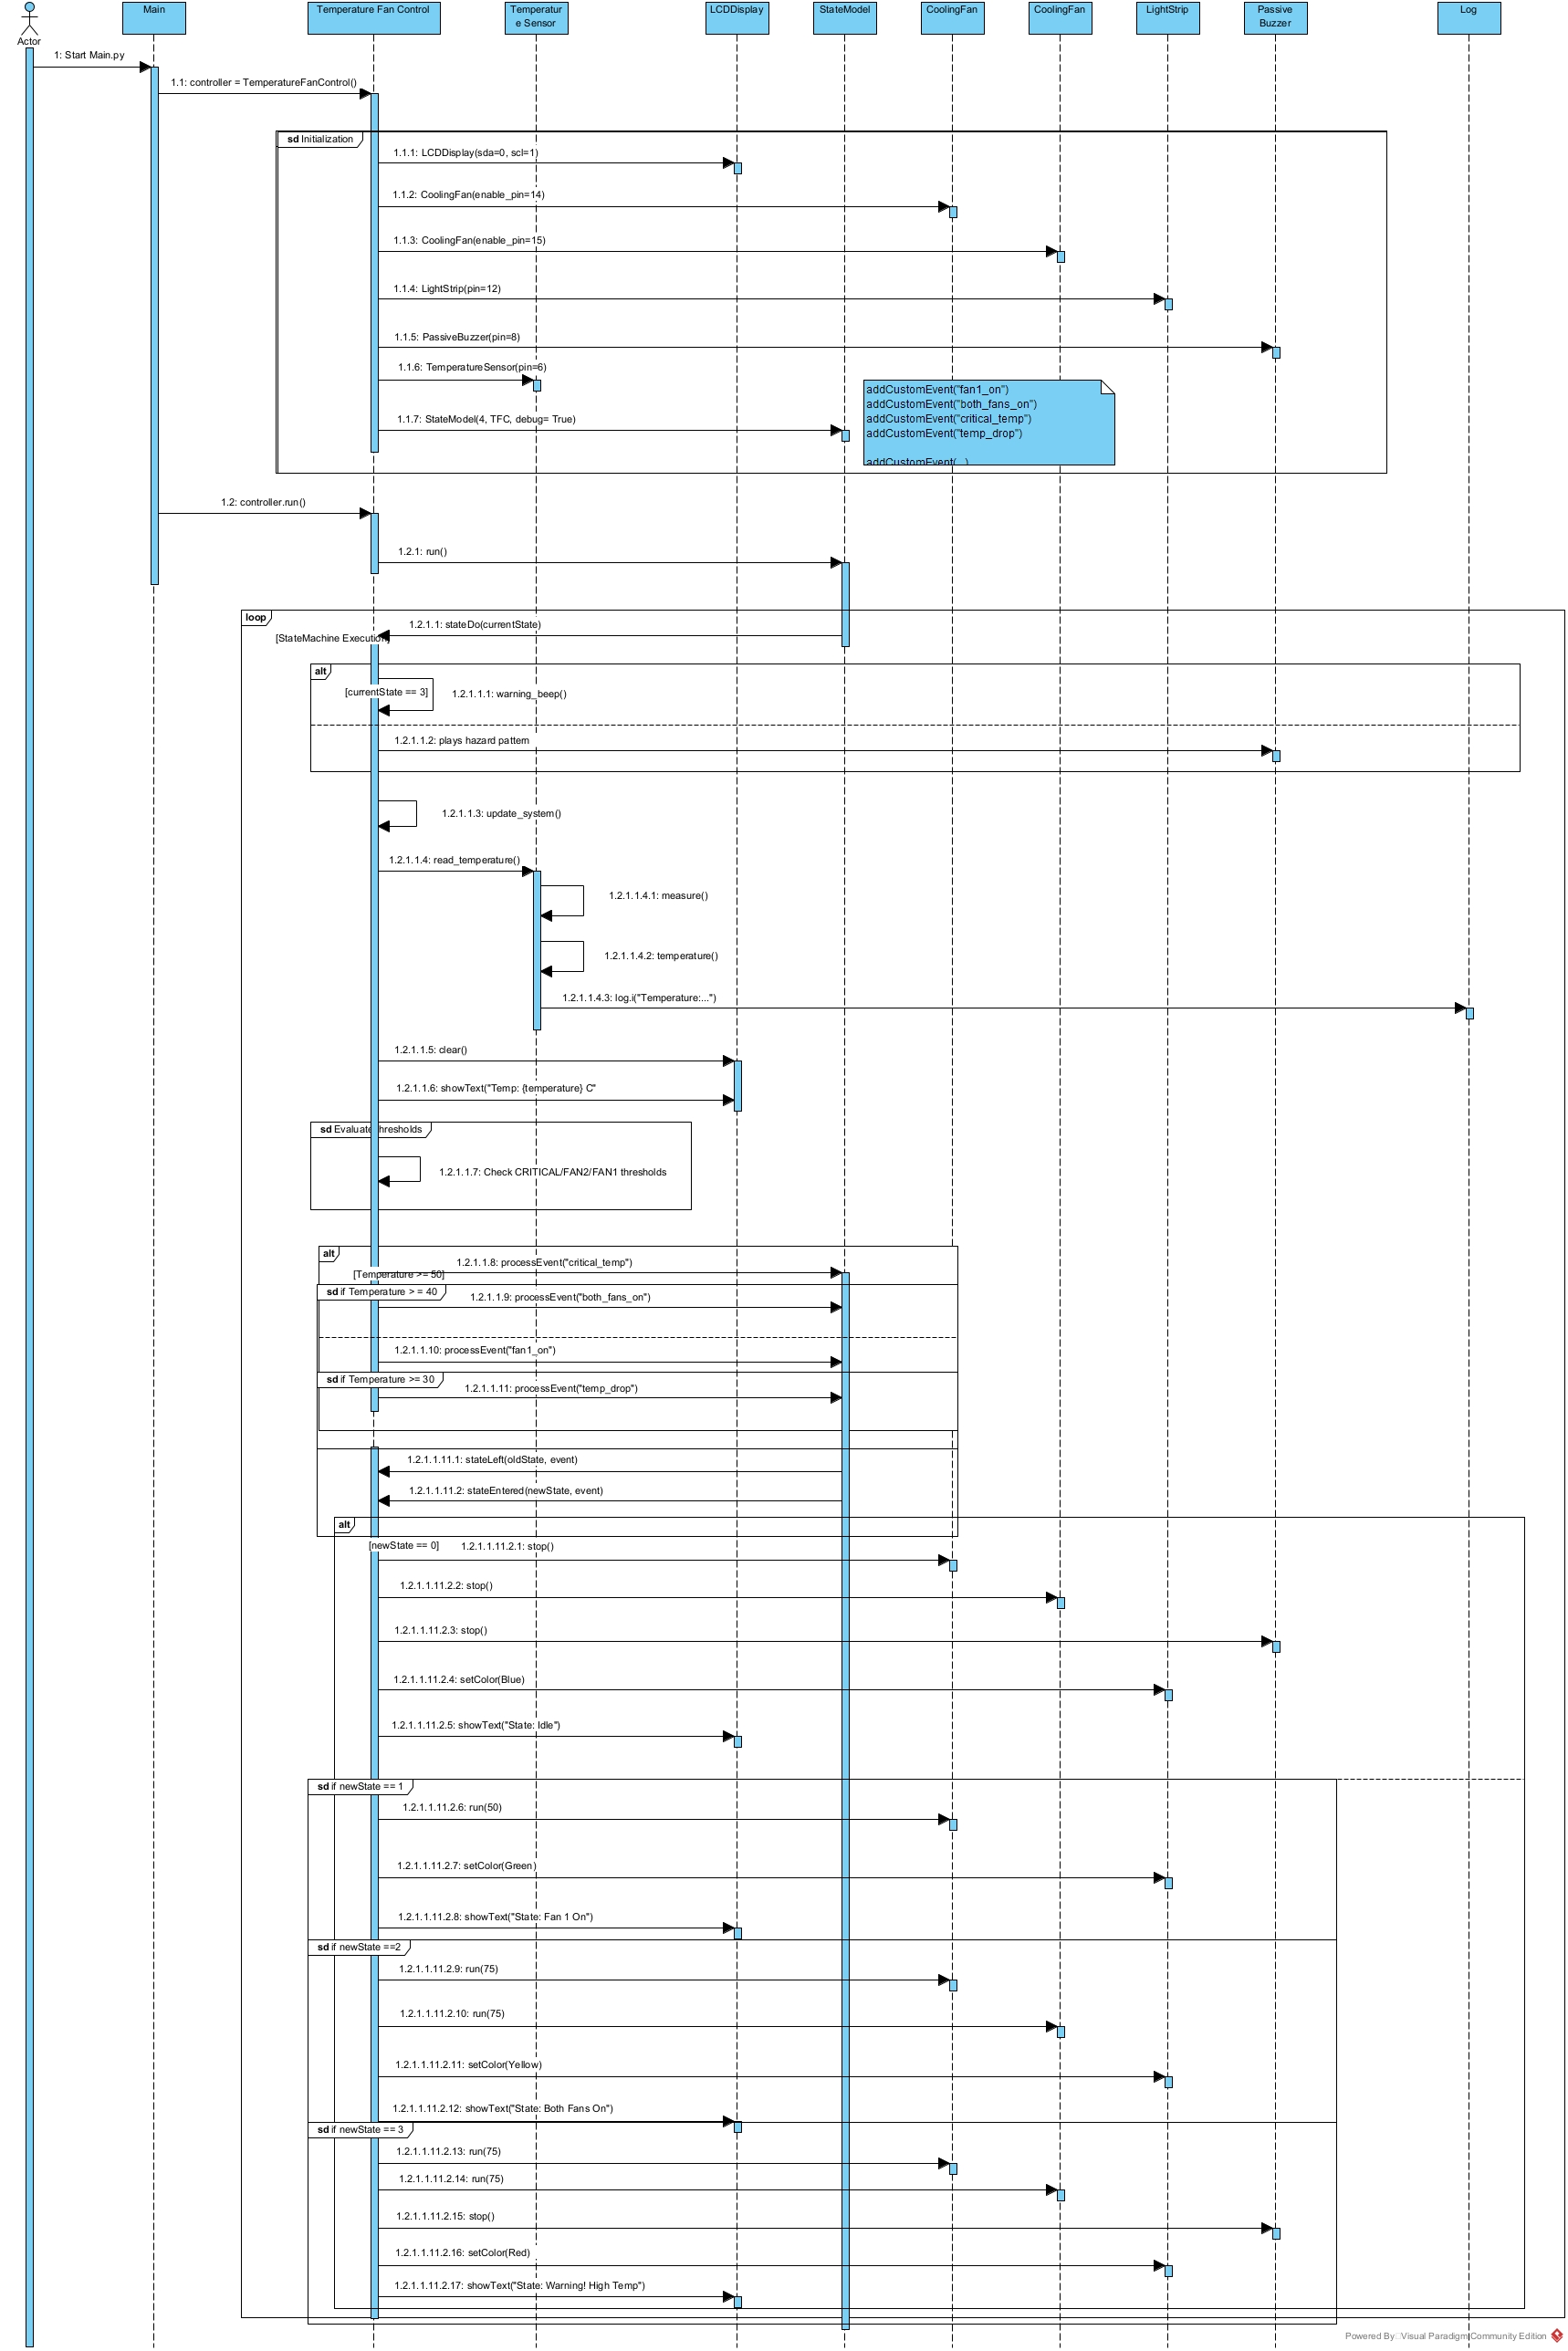 Main
Temperature Fan Control
Temperatur
e Sensor
LCDDisplay
StateModel
CoolingFan
CoolingFan
LightStrip
Passive
Buzzer
Log
Actor
1: Start Main.py
1.1: controller = TemperatureFanControl()
sd Initialization
1.1.1: LCDDisplay(sda=0, scl=1)
1.1.2: CoolingFan(enable_pin=14)
1.1.3: CoolingFan(enable_pin=15)
1.1.4: LightStrip(pin=12)
1.1.5: PassiveBuzzer(pin=8)
1.1.6: TemperatureSensor(pin=6)
1.1.7: StateModel(4, TFC, debug= True)
addCustomEvent("fan1_on")
addCustomEvent("both_fans_on")
addCustomEvent("critical_temp")
addCustomEvent("temp_drop")
addCustomEvent(...)
1.2: controller.run()
1.2.1: run()
loop
1.2.1.1: stateDo(currentState)
[StateMachine Execution]
alt
[currentState == 3]
1.2.1.1.1: warning_beep()
1.2.1.1.2: plays hazard pattern
1.2.1.1.3: update_system()
1.2.1.1.4: read_temperature()
1.2.1.1.4.1: measure()
1.2.1.1.4.2: temperature()
1.2.1.1.4.3: log.i("Temperature:...")
1.2.1.1.5: clear()
1.2.1.1.6: showText("Temp: {temperature} C"
sd Evaluate thresholds
1.2.1.1.7: Check CRITICAL/FAN2/FAN1 thresholds
alt
1.2.1.1.8: processEvent("critical_temp")
[Temperature >= 50]
sd if Temperature > = 40
1.2.1.1.9: processEvent("both_fans_on")
1.2.1.1.10: processEvent("fan1_on")
sd if Temperature >= 30
1.2.1.1.11: processEvent("temp_drop")
1.2.1.1.11.1: stateLeft(oldState, event)
1.2.1.1.11.2: stateEntered(newState, event)
alt
[newState == 0]
1.2.1.1.11.2.1: stop()
1.2.1.1.11.2.2: stop()
1.2.1.1.11.2.3: stop()
1.2.1.1.11.2.4: setColor(Blue)
1.2.1.1.11.2.5: showText("State: Idle")
sd if newState == 1
1.2.1.1.11.2.6: run(50)
1.2.1.1.11.2.7: setColor(Green)
1.2.1.1.11.2.8: showText("State: Fan 1 On")
sd if newState ==2
1.2.1.1.11.2.9: run(75)
1.2.1.1.11.2.10: run(75)
1.2.1.1.11.2.11: setColor(Yellow)
1.2.1.1.11.2.12: showText("State: Both Fans On")
sd if newState == 3
1.2.1.1.11.2.13: run(75)
1.2.1.1.11.2.14: run(75)
1.2.1.1.11.2.15: stop()
1.2.1.1.11.2.16: setColor(Red)
1.2.1.1.11.2.17: showText("State: Warning! High Temp")
Powered By Visual Paradigm Community Edition